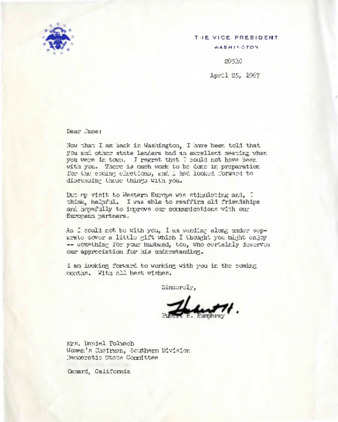 THE VICE PRESIDENT
WASHINGTON
20510
April 25, 1967
Dear Jane:
Now that I am back in Washington, I have been told that
you and other state leaders had an excellent meeting when
you were in town. I regret that I could not have been
with you. There is much work to be done in preparation
for the coming elections, and I had looked forward to
discussing these things with you.
But my visit to Western Europe was stimulating and, I
think, helpful. I was able to reaffirm old friendships
and hopefully to improve our communications with our
European partners.
As I could not be with you, I am sending along under sep-
arate cover a little gift which I thought you might enjoy
-- something for your husband, too, who certainly deserves
our appreciation for his understanding.
I am looking forward to working with you in the coming
months. With all best wishes.
Sincerely,
Hubert H. Humphrey
Mrs. Daniel
Women's Chairman, Southern Division
Democratic State Committee
Oxnard, California